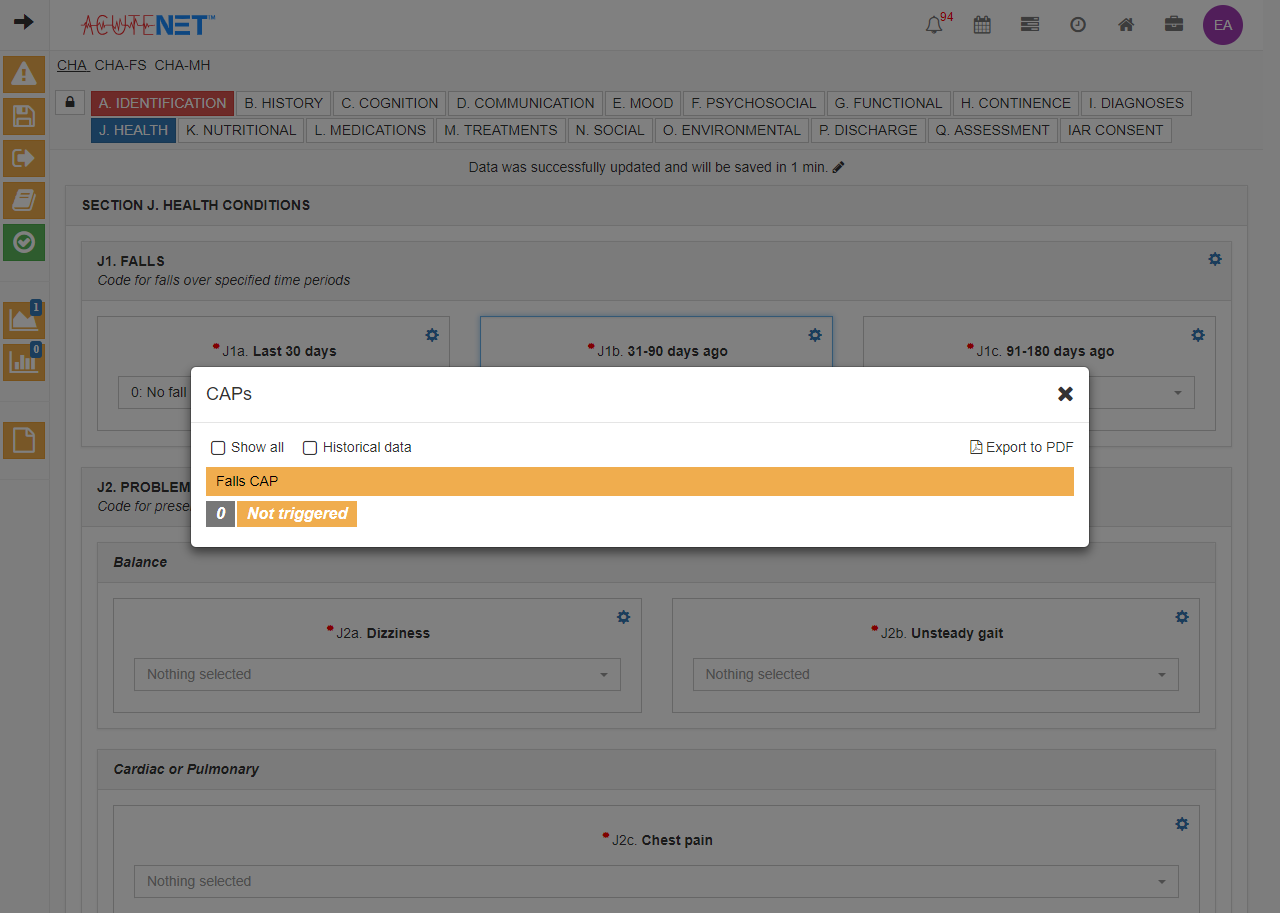 ACUTENET™
94
EA
CHA CHA-FS CHA-MH
A. IDENTIFICATION B. HISTORY C. COGNITION D. COMMUNICATION E. MOOD F. PSYCHOSOCIAL G. FUNCTIONAL H. CONTINENCE I. DIAGNOSES
J. HEALTH K. NUTRITIONAL L. MEDICATIONS M. TREATMENTS N. SOCIAL O. ENVIRONMENTAL P. DISCHARGE Q. ASSESSMENT IAR CONSENT
Data was successfully updated and will be saved in 1 min.
SECTION J. HEALTH CONDITIONS
J1. FALLS
Code for falls over specified time periods
1
0
*J1a. Last 30 days
*J1b. 31-90 days ago
*J1c. 91-180 days ago
0: No fall
CAPs
Show all Historical data Export to PDF
Falls CAP
0 Not triggered
J2. PROBLEM
Code for prese
Balance
*J2a. Dizziness
*J2b. Unsteady gait
Nothing selected
Nothing selected
Cardiac or Pulmonary
*J2c. Chest pain
Nothing selected